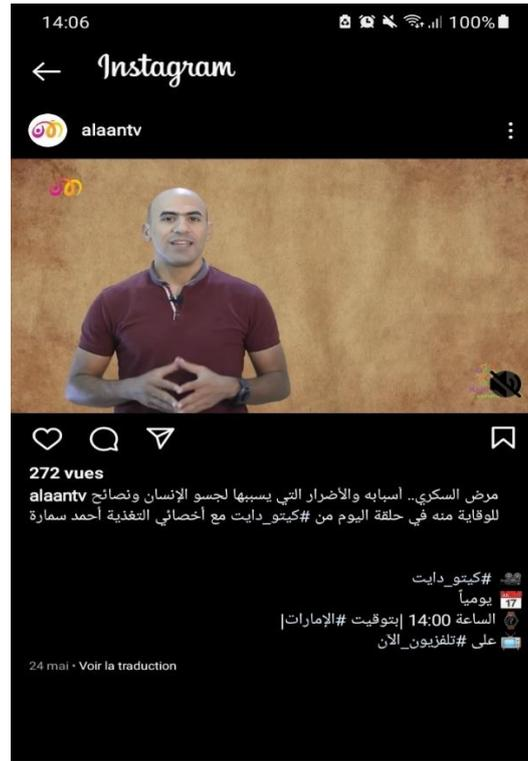 14:06
100%
Instagram
alaantv
272 vues
alaantv مرض السكري.. أسبابه والأضرار التي يسببها لجسو الإنسان ونصائح
للوقاية منه في حلقة اليوم من #كيتو_دايت مع أخصائي التغذية أحمد سمارة
#كيتو_دايت
17 يومياً
الساعة 14:00 |بتوقيت #الإمارات|
على #تلفزيون_الآن
24 mai • Voir la traduction